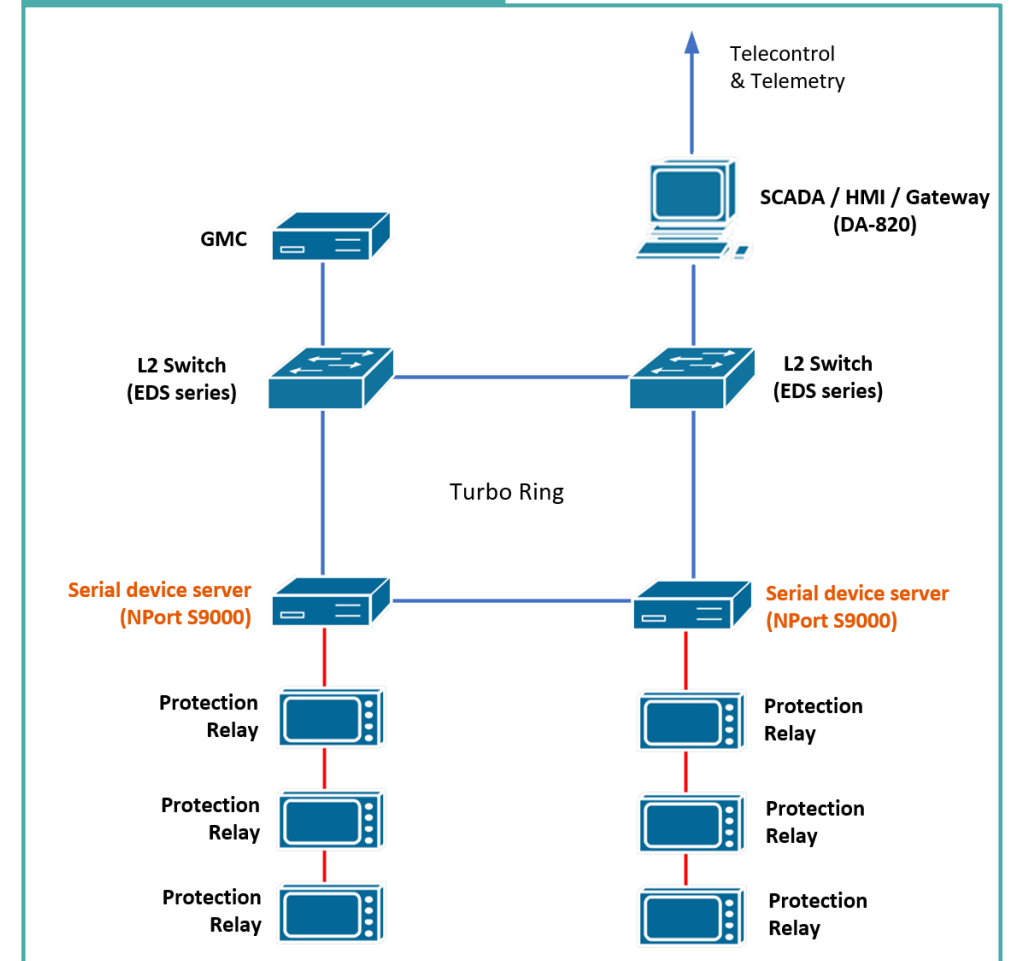 Telecontrol
& Telemetry
SCADA / HMI / Gateway
(DA-820)
GMC
L2 Switch
(EDS series)
L2 Switch
(EDS series)
Turbo Ring
Serial device server
(NPort S9000)
Serial device server
(NPort S9000)
Protection
Relay
Protection
Relay
Protection
Relay
Protection
Relay
Protection
Relay
Protection
Relay